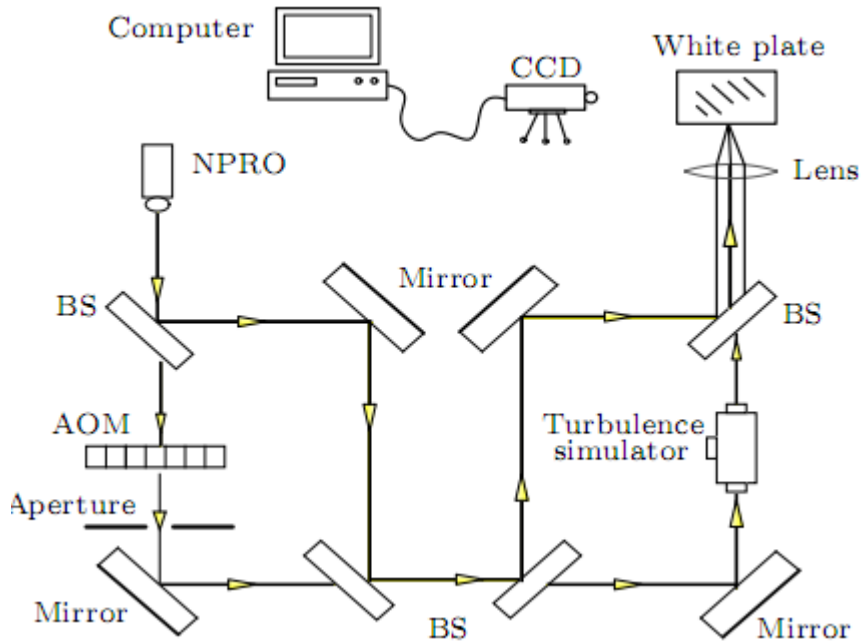 Computer
CCD
White plate
NPRO
Lens
Mirror
BS
BS
AOM
Turbulence
simulator
Aperture
Mirror
BS
Mirror